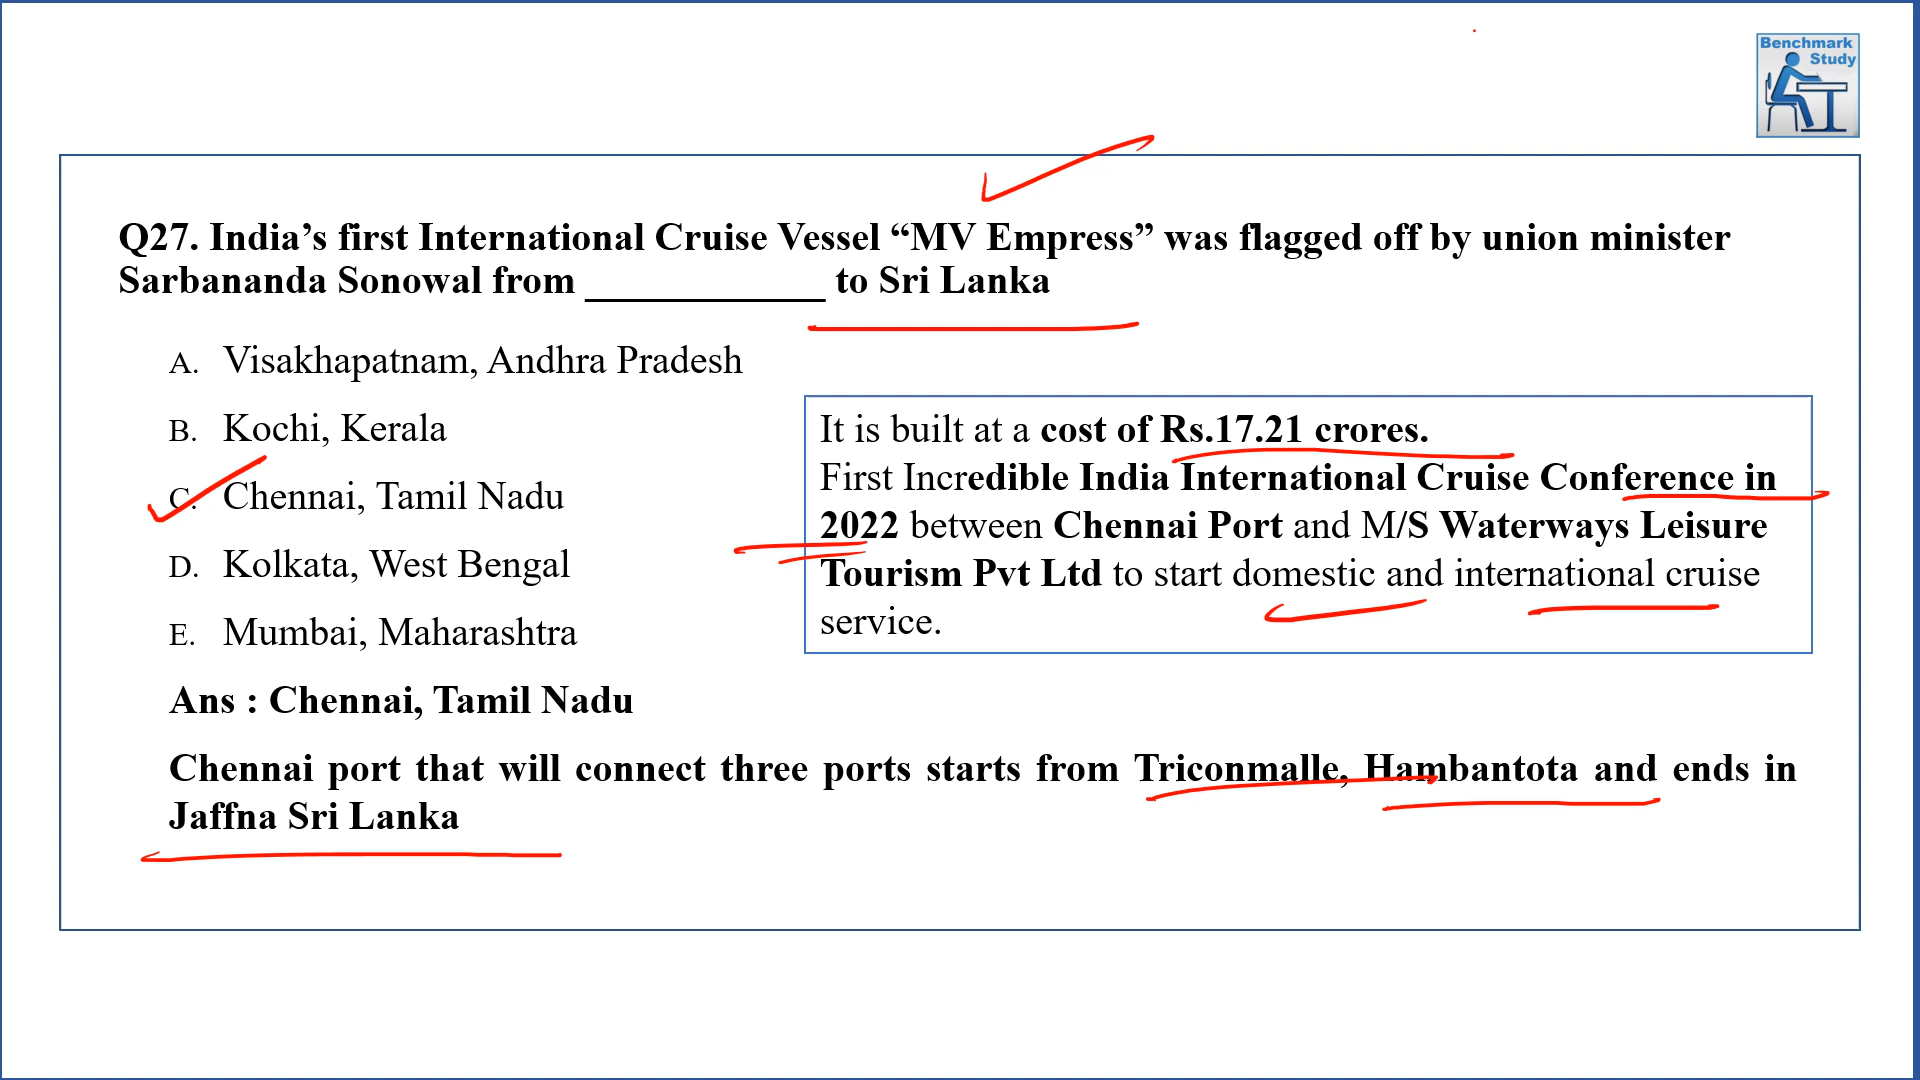 Benchmark
Study
Q27. India’s first International Cruise Vessel “MV Empress” was flagged off by union minister
Sarbananda Sonowal from ____________ to Sri Lanka
A. Visakhapatnam, Andhra Pradesh
B. Kochi, Kerala
C. Chennai, Tamil Nadu
D. Kolkata, West Bengal
E. Mumbai, Maharashtra
It is built at a cost of Rs.17.21 crores.
First Incredible India International Cruise Conference in
2022 between Chennai Port and M/S Waterways Leisure
Tourism Pvt Ltd to start domestic and international cruise
service.
Ans : Chennai, Tamil Nadu
Chennai port that will connect three ports starts from Triconmalle, Hambantota and ends in
Jaffna Sri Lanka